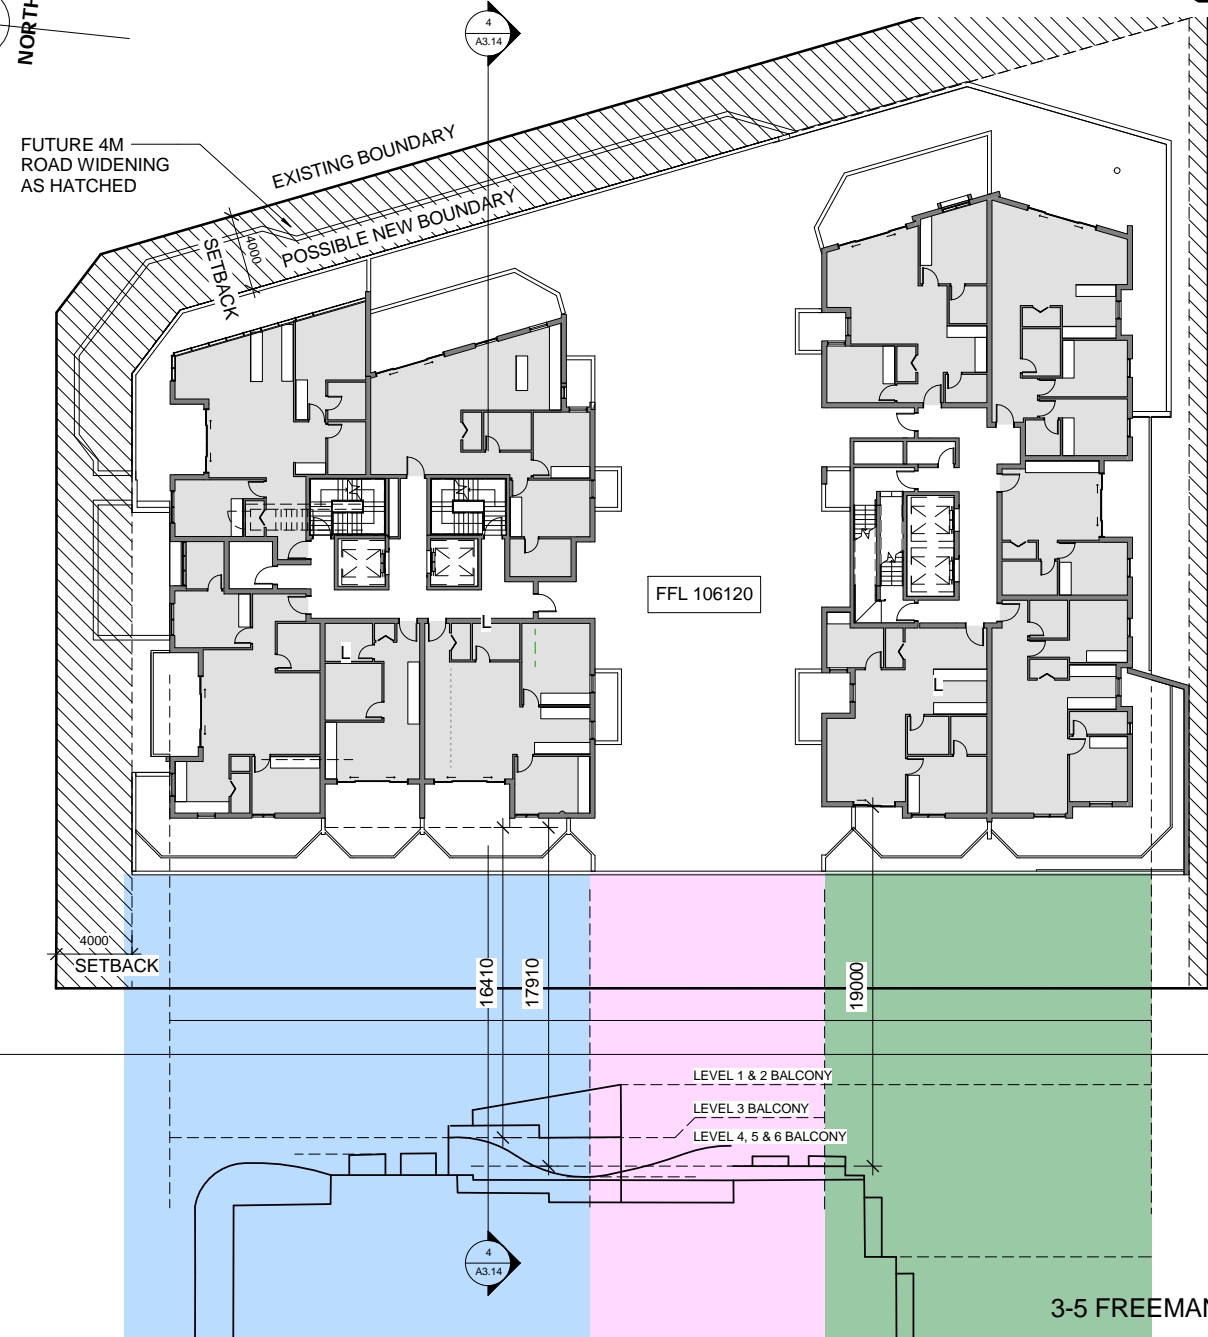 NORTH
4
A3.14
FUTURE 4M
ROAD WIDENING
AS HATCHED
EXISTING BOUNDARY
POSSIBLE NEW BOUNDARY
4000
SETBACK
FFL 106120
L
L
L
4000
SETBACK
16410
17910
19000
LEVEL 1 & 2 BALCONY
LEVEL 3 BALCONY
LEVEL 4, 5 & 6 BALCONY
4
A3.14
3-5 FREEMAN